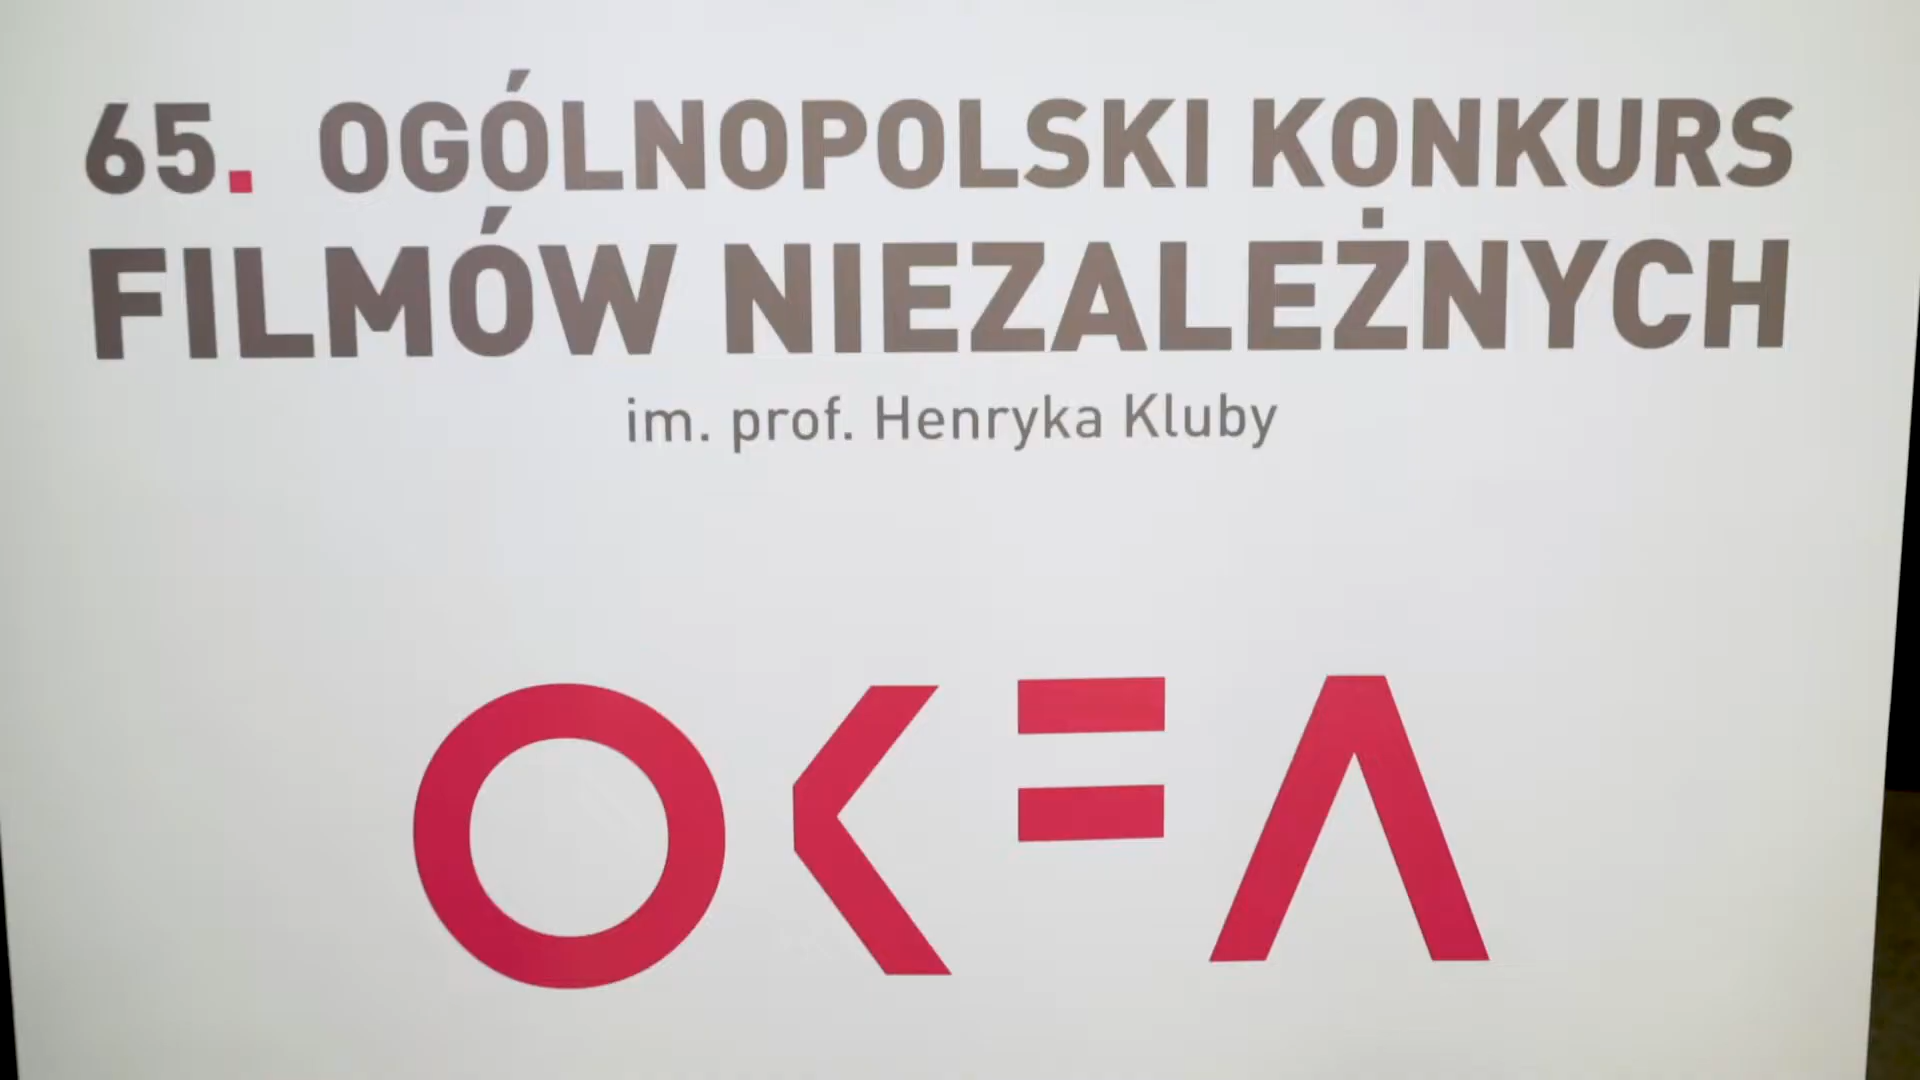 65. OGÓLNOPOLSKI KONKURS
FILMÓW NIEZALEŻNYCH
im. prof. Henryka Kluby
OKFA